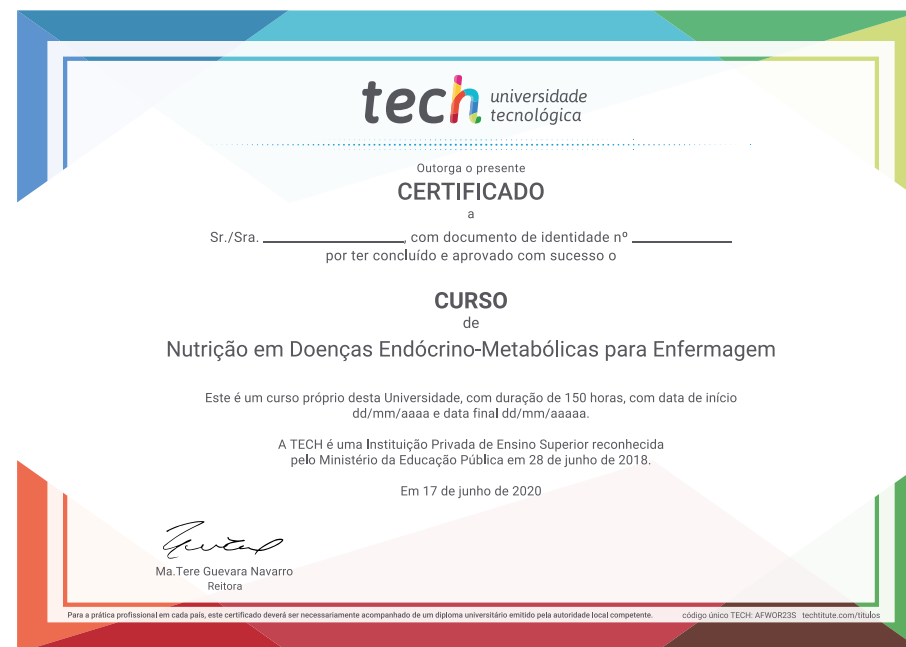 tech universidade
tecnológica
Outorga o presente
CERTIFICADO
a
Sr./Sra. ________________, com documento de identidade nº ____________
por ter concluído e aprovado com sucesso o
CURSO
de
Nutrição em Doenças Endócrino-Metabólicas para Enfermagem
Este é um curso próprio desta Universidade, com duração de 150 horas, com data de início
dd/mm/aaaa e data final dd/mm/aaaaa.
A TECH é uma Instituição Privada de Ensino Superior reconhecida
pelo Ministério da Educação Pública em 28 de junho de 2018.
Em 17 de junho de 2020
Ma.Tere Guevara Navarro
Reitora
Para a prática profissional em cada país, este certificado deverá ser necessariamente acompanhado de um diploma universitário emitido pela autoridade local competente. código único TECH: AFWOR23S techtitute.com/titulos